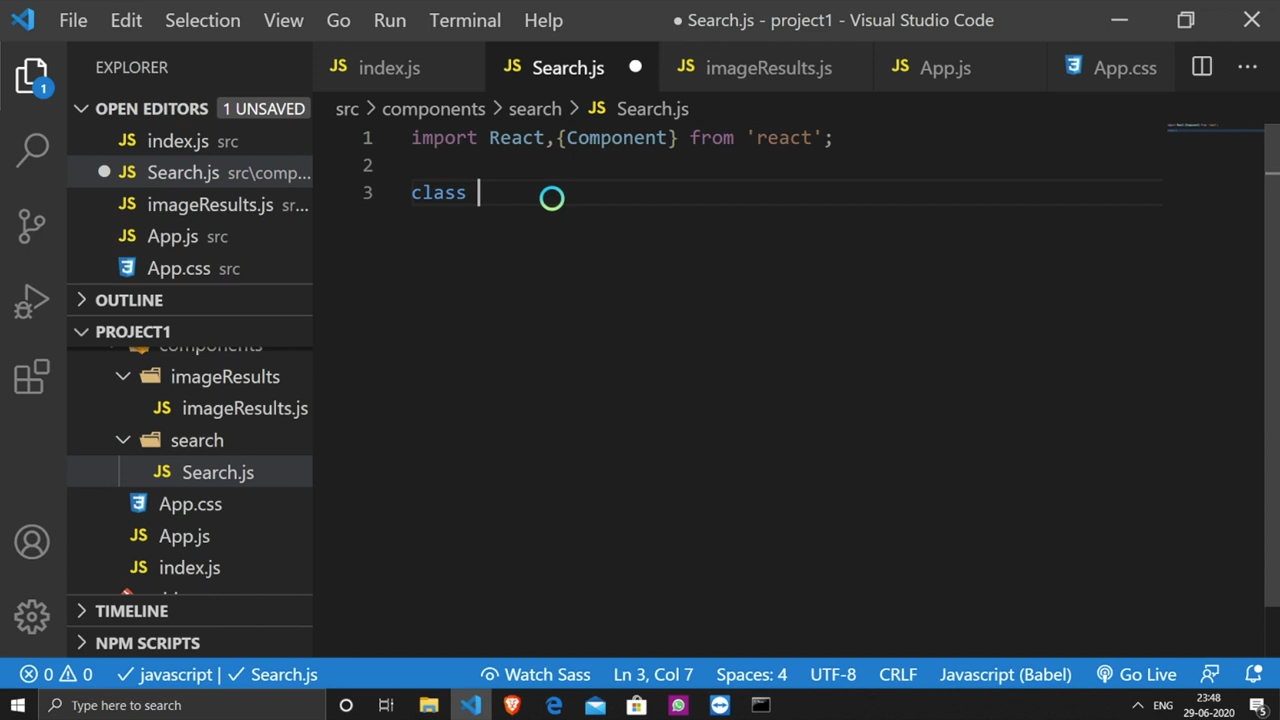 File Edit Selection View Go Run Terminal Help ● Search.js - project1 - Visual Studio Code
EXPLORER
JS index.js
JS Search.js
JS imageResults.js
JS App.js
App.css
OPEN EDITORS 1 UNSAVED
JS index.js src
JS Search.js src\comp...
JS imageResults.js sr...
JS App.js src
App.css src
OUTLINE
PROJECT1
components
imageResults
JS imageResults.js
search
JS Search.js
App.css
JS App.js
JS index.js
TIMELINE
NPM SCRIPTS
1
src > components > search > JS Search.js
1 import React,{Component} from 'react';
2
3 class
0 0 javascript | Search.js Watch Sass Ln 3, Col 7 Spaces: 4 UTF-8 CRLF Javascript (Babel) Go Live
Type here to search
ENG
23:48
29-06-2020
5